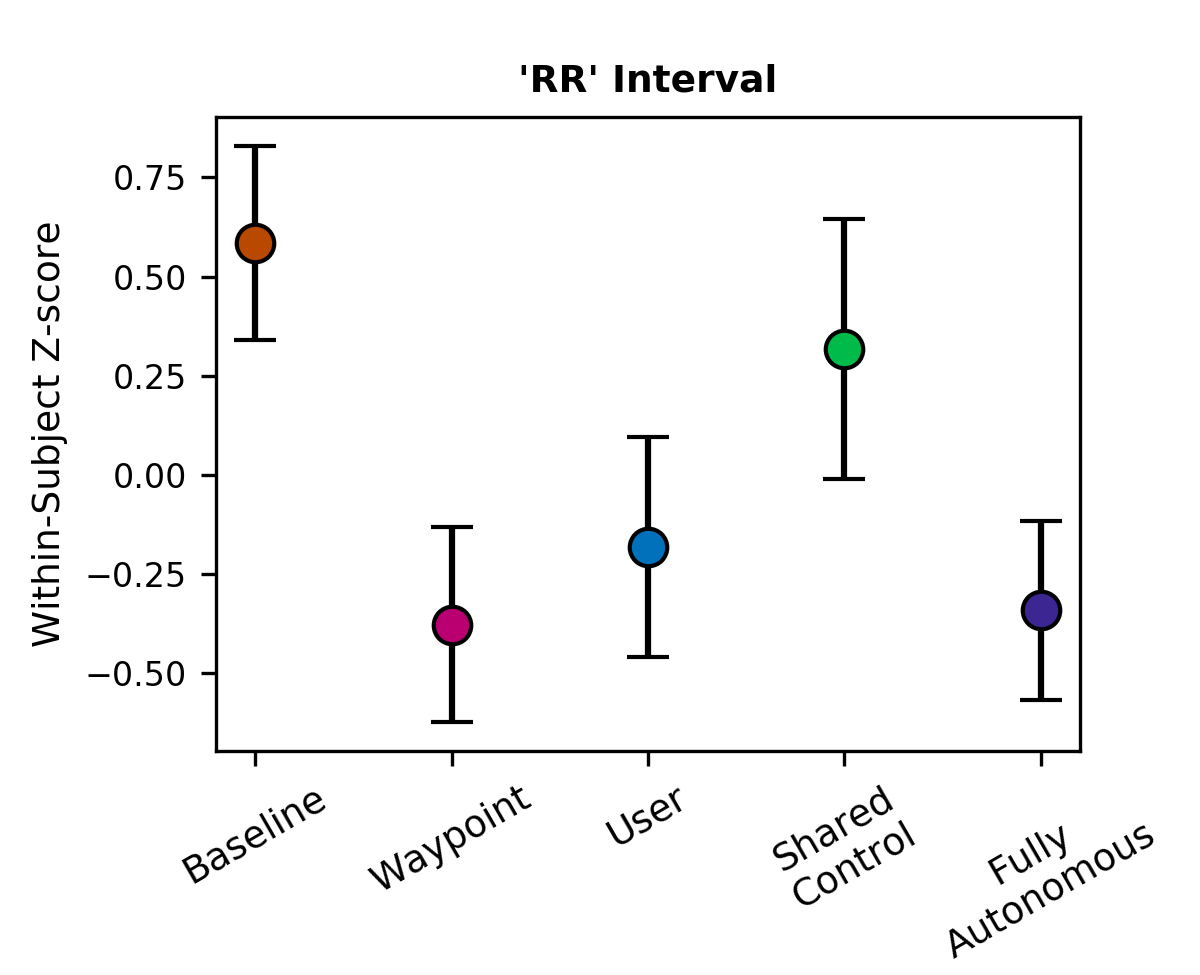 'RR' Interval
Within-Subject Z-score
0.75
0.50
0.25
0.00
−0.25
−0.50
Baseline
Waypoint
User
Shared
Control
Fully
Autonomous